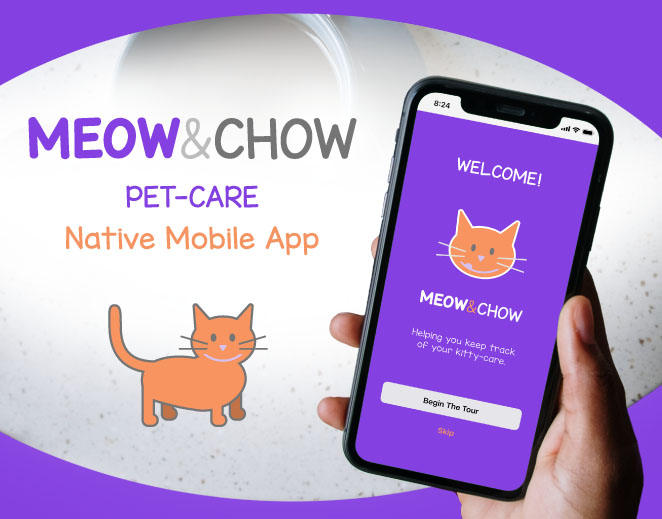 MEOW&CHOW
PET-CARE
Native Mobile App
8:24
WELCOME!
MEOW&CHOW
Helping you keep track
of your kitty-care.
Begin The Tour
Skip